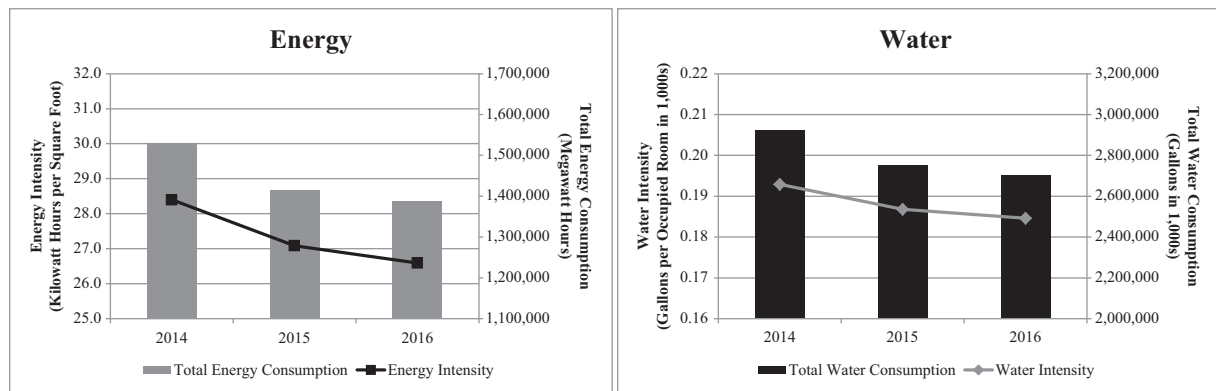 Energy
Energy Intensity
(Kilowatt Hours per Square Foot)
32.0
31.0
30.0
29.0
28.0
27.0
26.0
25.0
1,700,000
1,600,000
1,500,000
1,400,000
1,300,000
1,200,000
1,100,000
Total Energy Consumption
(Megawatt Hours)
2014 2015 2016
Total Energy Consumption Energy Intensity
Water
Water Intensity
(Gallons per Occupied Room in 1,000s)
0.22
0.21
0.20
0.19
0.18
0.17
0.16
3,200,000
3,000,000
2,800,000
2,600,000
2,400,000
2,200,000
2,000,000
Total Water Consumption
(Gallons in 1,000s)
2014 2015 2016
Total Water Consumption Water Intensity